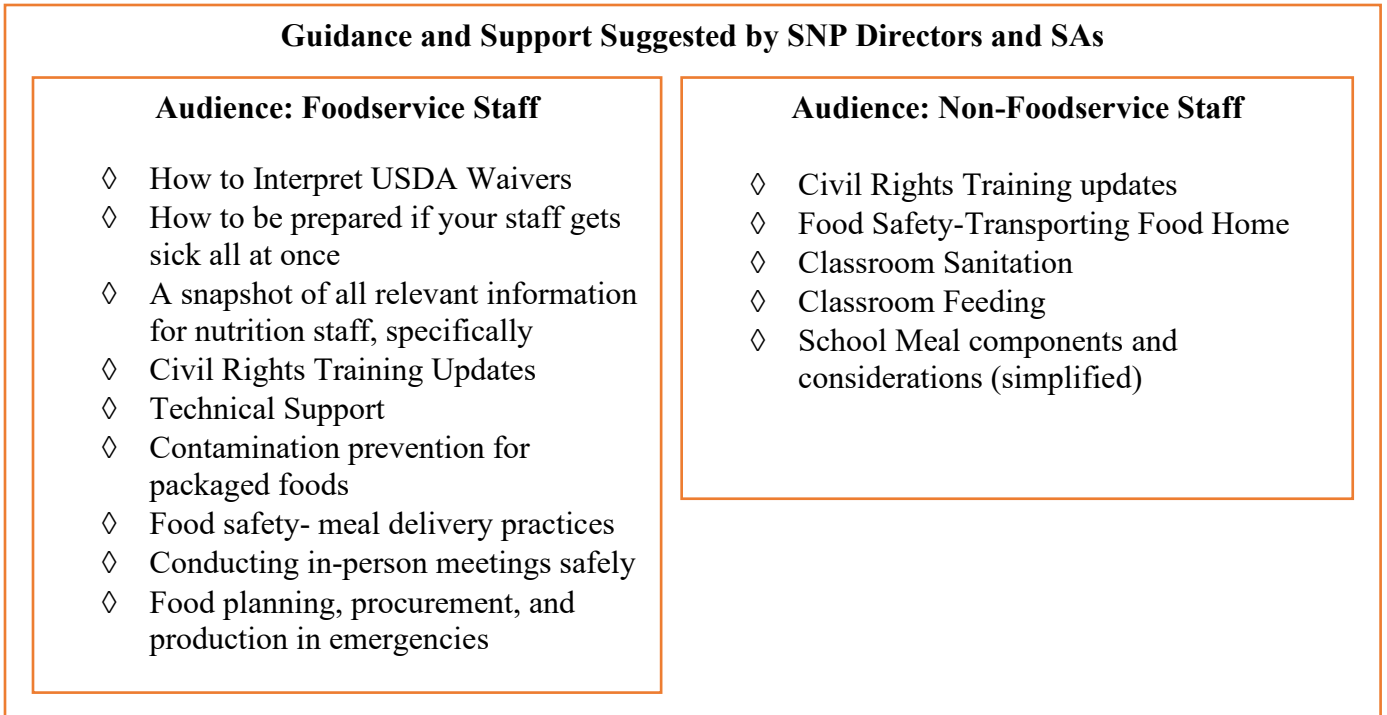 Guidance and Support Suggested by SNP Directors and SAs
Audience: Foodservice Staff
◊ How to Interpret USDA Waivers
◊ How to be prepared if your staff gets
sick all at once
◊ A snapshot of all relevant information
for nutrition staff, specifically
◊ Civil Rights Training Updates
◊ Technical Support
◊ Contamination prevention for
packaged foods
◊ Food safety- meal delivery practices
◊ Conducting in-person meetings safely
◊ Food planning, procurement, and
production in emergencies
Audience: Non-Foodservice Staff
◊ Civil Rights Training updates
◊ Food Safety-Transporting Food Home
◊ Classroom Sanitation
◊ Classroom Feeding
◊ School Meal components and
considerations (simplified)